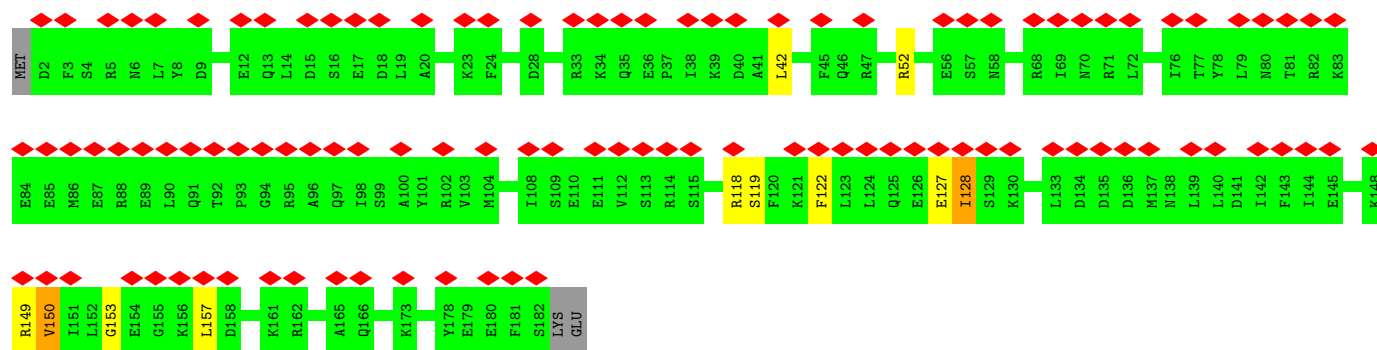 MET D2 F3 S4 R5 N6 L7 Y8 D9 E12 Q13 L14 D15 S16 E17 D18 L19 A20 K23 F24 D28 R33 K34 Q35 E36 P37 I38 K39 D40 A41 L42 F45 Q46 R47 R52 E56 S57 N58 R68 I69 N70 R71 L72 I76 T77 Y78 L79 N80 T81 R82 K83
E84 E85 M86 E87 R88 E89 L90 Q91 T92 P93 G94 R95 A96 Q97 I98 S99 A100 Y101 R102 V103 M104 I108 S109 E110 E111 V112 S113 R114 S115 R118 S119 F120 K121 F122 L123 L124 Q125 E126 E127 I128 S129 K130 L133 D134 D135 D136 M137 N138 L139 L140 D141 I142 F143 I144 E145 K148
R149 V150 I151 L152 G153 E154 G155 K156 L157 D158 K161 R162 A165 Q166 K173 Y178 E179 E180 F181 S182 LYS GLU